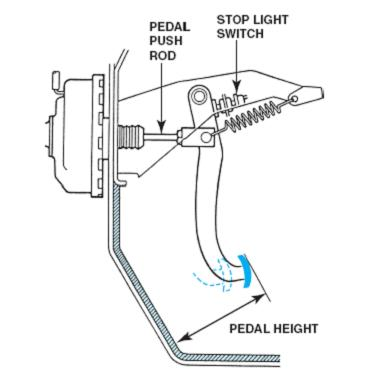 PEDAL
PUSH
ROD
STOP LIGHT
SWITCH
PEDAL HEIGHT